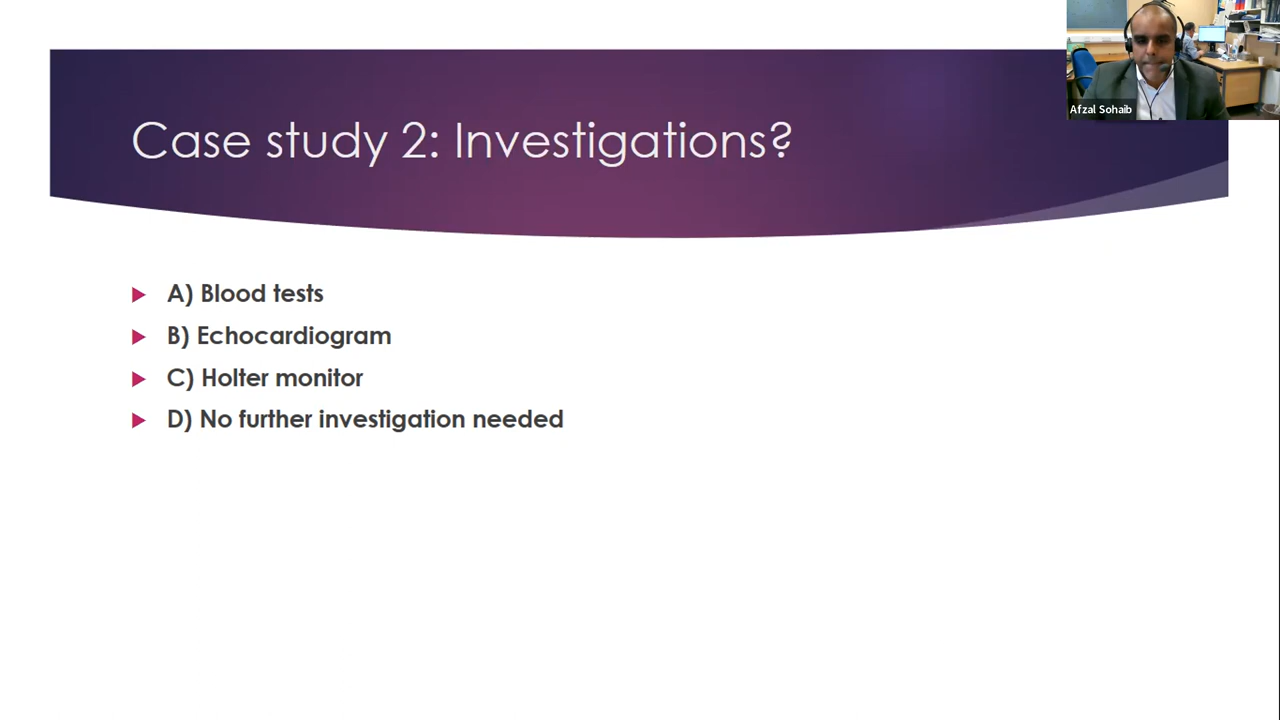 Case study 2: Investigations?
Afzal Sohaib
A) Blood tests
B) Echocardiogram
C) Holter monitor
D) No further investigation needed